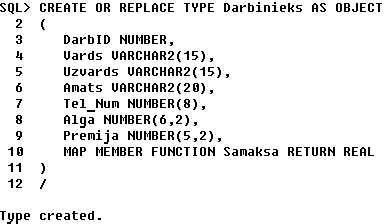 SQL> CREATE OR REPLACE TYPE Darbinieks AS OBJECT
2 (
3 DarbID NUMBER,
4 Vards VARCHAR2(15),
5 Uzvards VARCHAR2(15),
6 Amats VARCHAR2(20),
7 Tel_Num NUMBER(8),
8 Alga NUMBER(6,2),
9 Premija NUMBER(5,2),
10 MAP MEMBER FUNCTION Samaksa RETURN REAL
11 )
12 /
Type created.